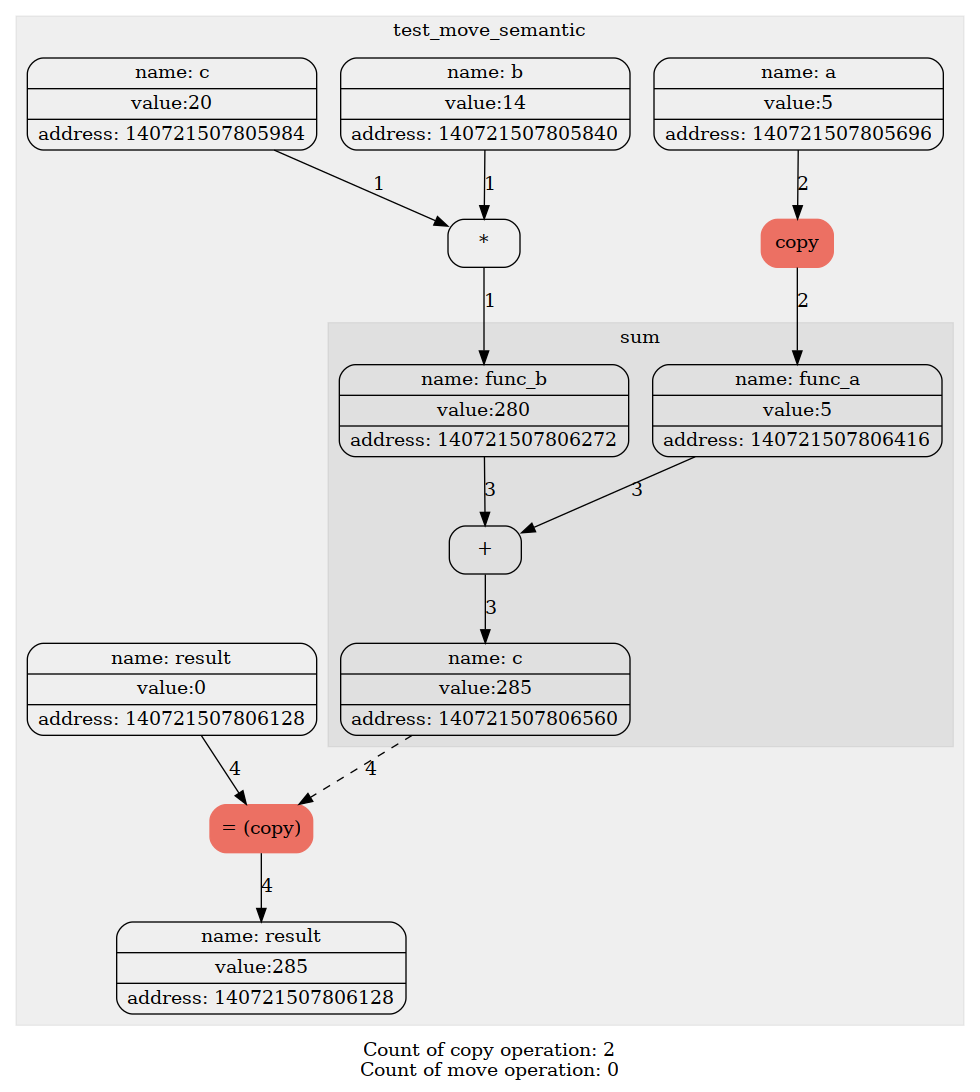 test_move_semantic
name: c
value:20
address: 140721507805984
name: b
value:14
address: 140721507805840
name: a
value:5
address: 140721507805696
1
1
2
*
copy
1
2
sum
name: func_b
value:280
address: 140721507806272
name: func_a
value:5
address: 140721507806416
3
3
+
3
name: result
value:0
address: 140721507806128
name: c
value:285
address: 140721507806560
4
4
= (copy)
4
name: result
value:285
address: 140721507806128
Count of copy operation: 2
Count of move operation: 0